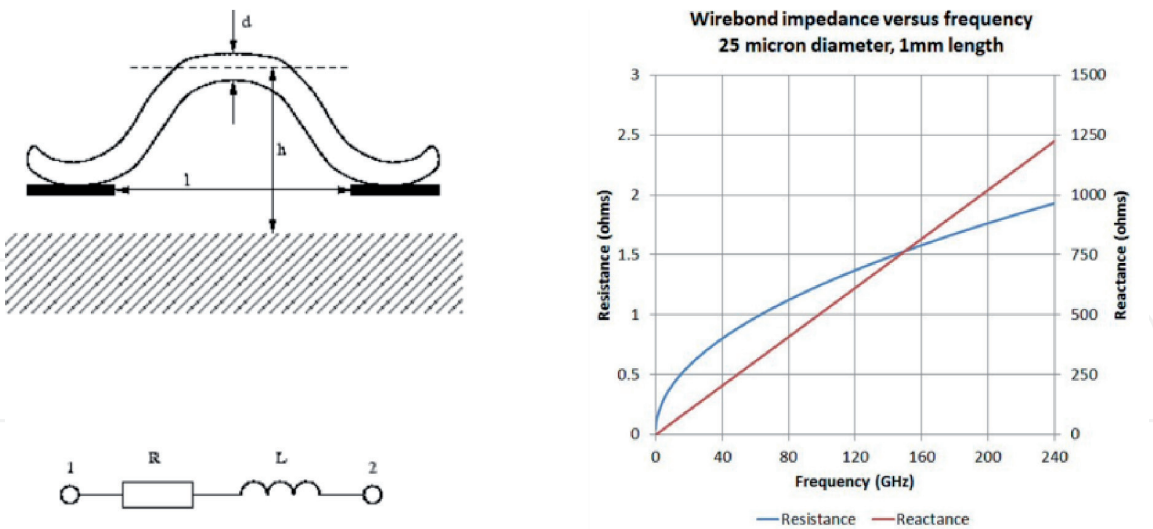 d
h
l
1
R
L
2
Wirebond impedance versus frequency
25 micron diameter, 1mm length
3
2.5
2
1.5
1
0.5
0
Resistance (ohms)
1500
1250
1000
750
500
250
0
Reactance (ohms)
0 40 80 120 160 200 240
Frequency (GHz)
Resistance Reactance